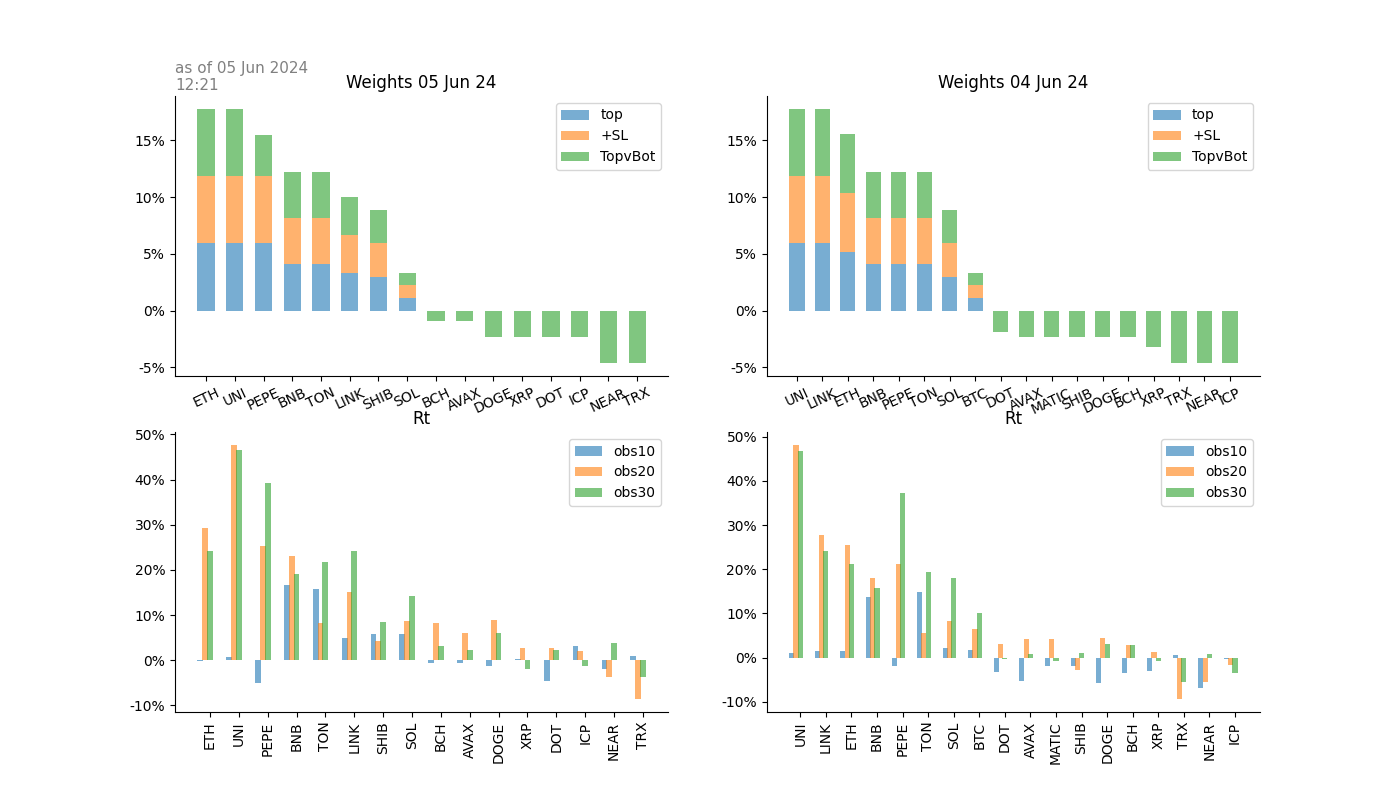 as of 05 Jun 2024
12:21
Weights 05 Jun 24
top
+SL
TopvBot
15%
10%
5%
0%
-5%
ETH UNI PEPE BNB TON LINK SHIB SOL BCH AVAX DOGE XRP DOT ICP NEAR TRX
Weights 04 Jun 24
top
+SL
TopvBot
15%
10%
5%
0%
-5%
UNI LINK ETH BNB PEPE TON SOL BTC DOT AVAX MATIC SHIB DOGE BCH XRP TRX NEAR ICP
Rt
obs10
obs20
obs30
50%
40%
30%
20%
10%
0%
-10%
ETH UNI PEPE BNB TON LINK SHIB SOL BCH AVAX DOGE XRP DOT ICP NEAR TRX
Rt
obs10
obs20
obs30
50%
40%
30%
20%
10%
0%
-10%
UNI LINK ETH BNB PEPE TON SOL BTC DOT AVAX MATIC SHIB DOGE BCH XRP TRX NEAR ICP